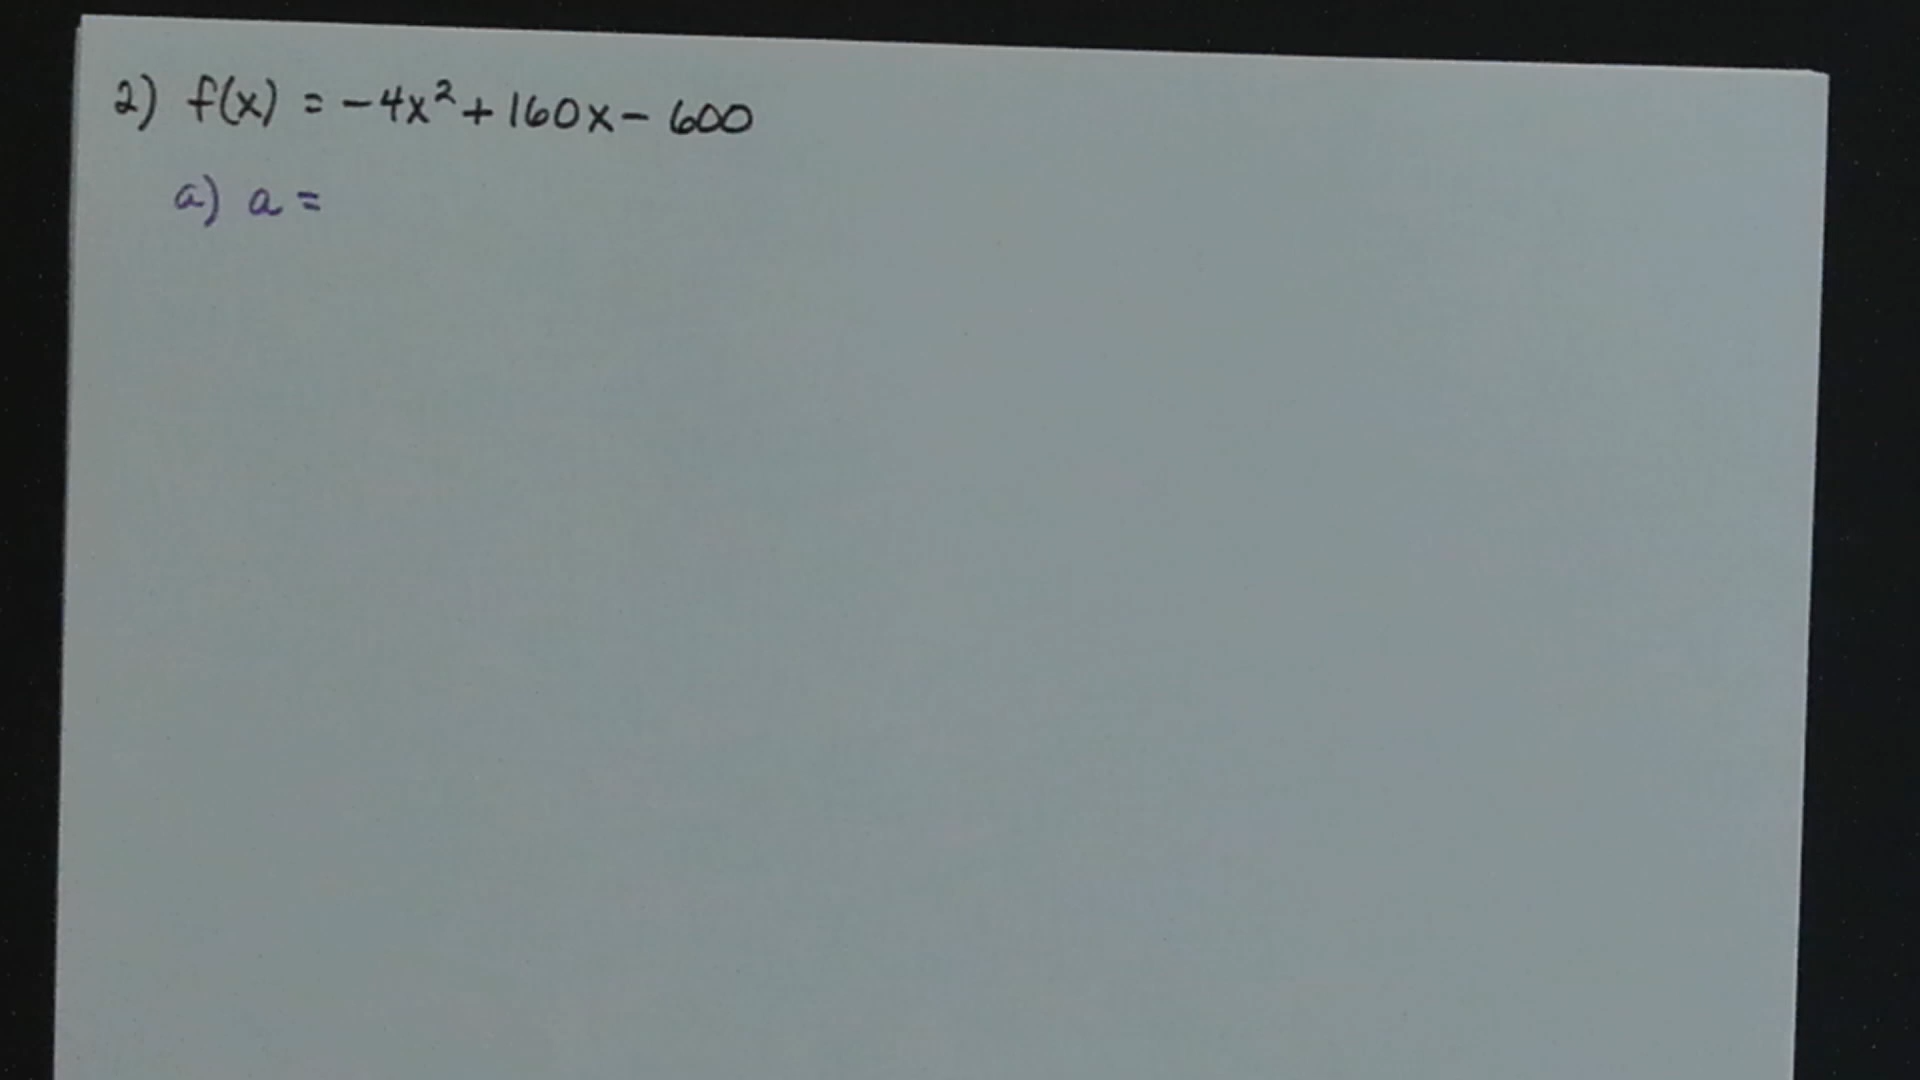 2) f(x) = -4x² + 160x - 600
a) a =